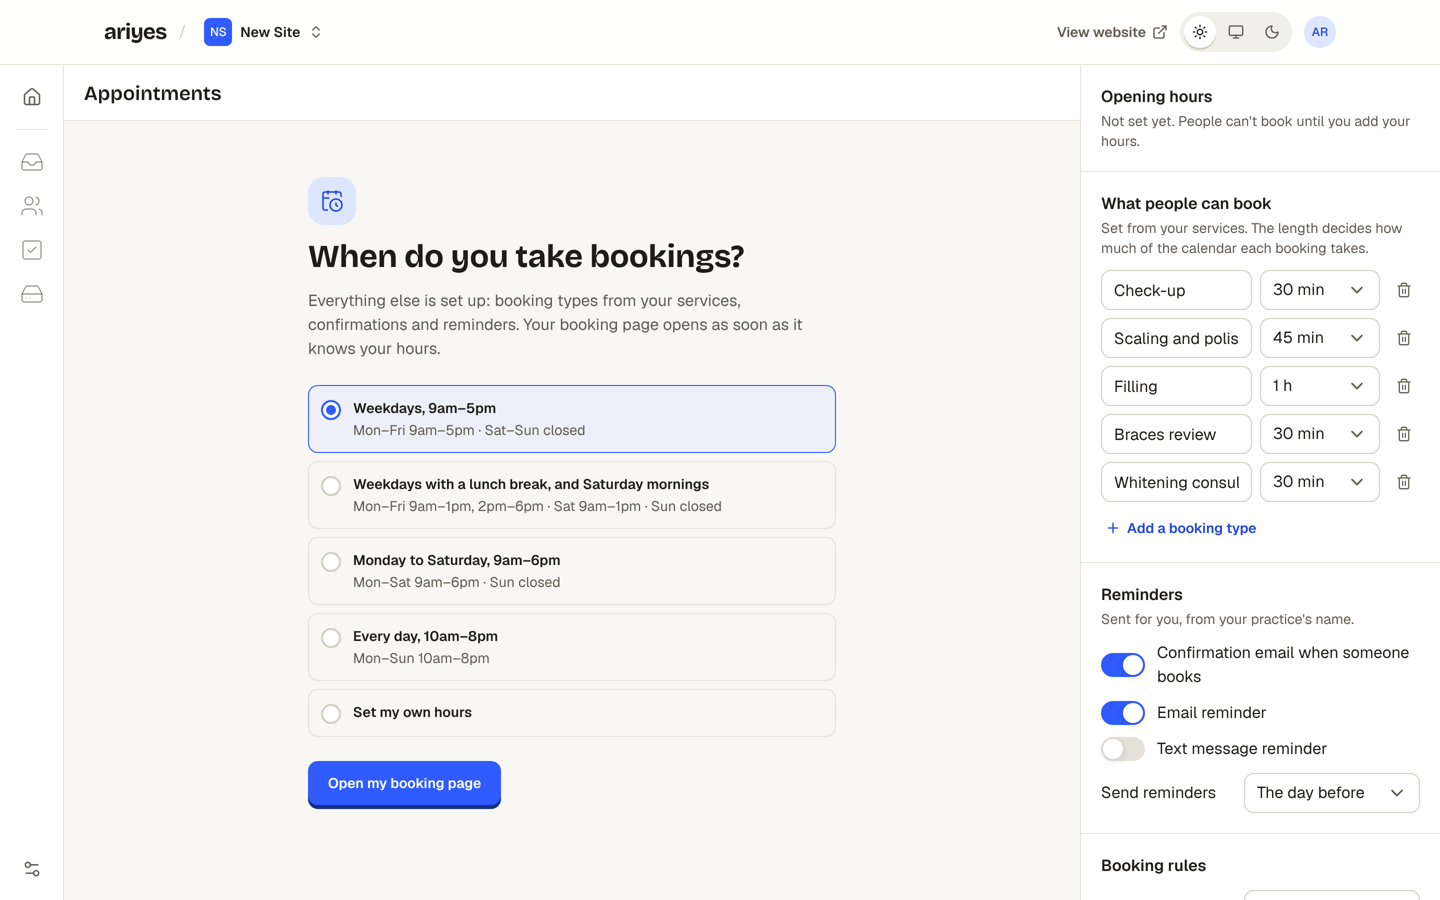 ariyes / NS New Site
View website
AR
Appointments
When do you take bookings?
Everything else is set up: booking types from your services,
confirmations and reminders. Your booking page opens as soon as it
knows your hours.
Weekdays, 9am–5pm
Mon–Fri 9am–5pm · Sat–Sun closed
Weekdays with a lunch break, and Saturday mornings
Mon–Fri 9am–1pm, 2pm–6pm · Sat 9am–1pm · Sun closed
Monday to Saturday, 9am–6pm
Mon–Sat 9am–6pm · Sun closed
Every day, 10am–8pm
Mon–Sun 10am–8pm
Set my own hours
Open my booking page
Opening hours
Not set yet. People can't book until you add your
hours.
What people can book
Set from your services. The length decides how
much of the calendar each booking takes.
Check-up 30 min
Scaling and polis 45 min
Filling 1 h
Braces review 30 min
Whitening consul 30 min
+ Add a booking type
Reminders
Sent for you, from your practice's name.
Confirmation email when someone
books
Email reminder
Text message reminder
Send reminders The day before
Booking rules